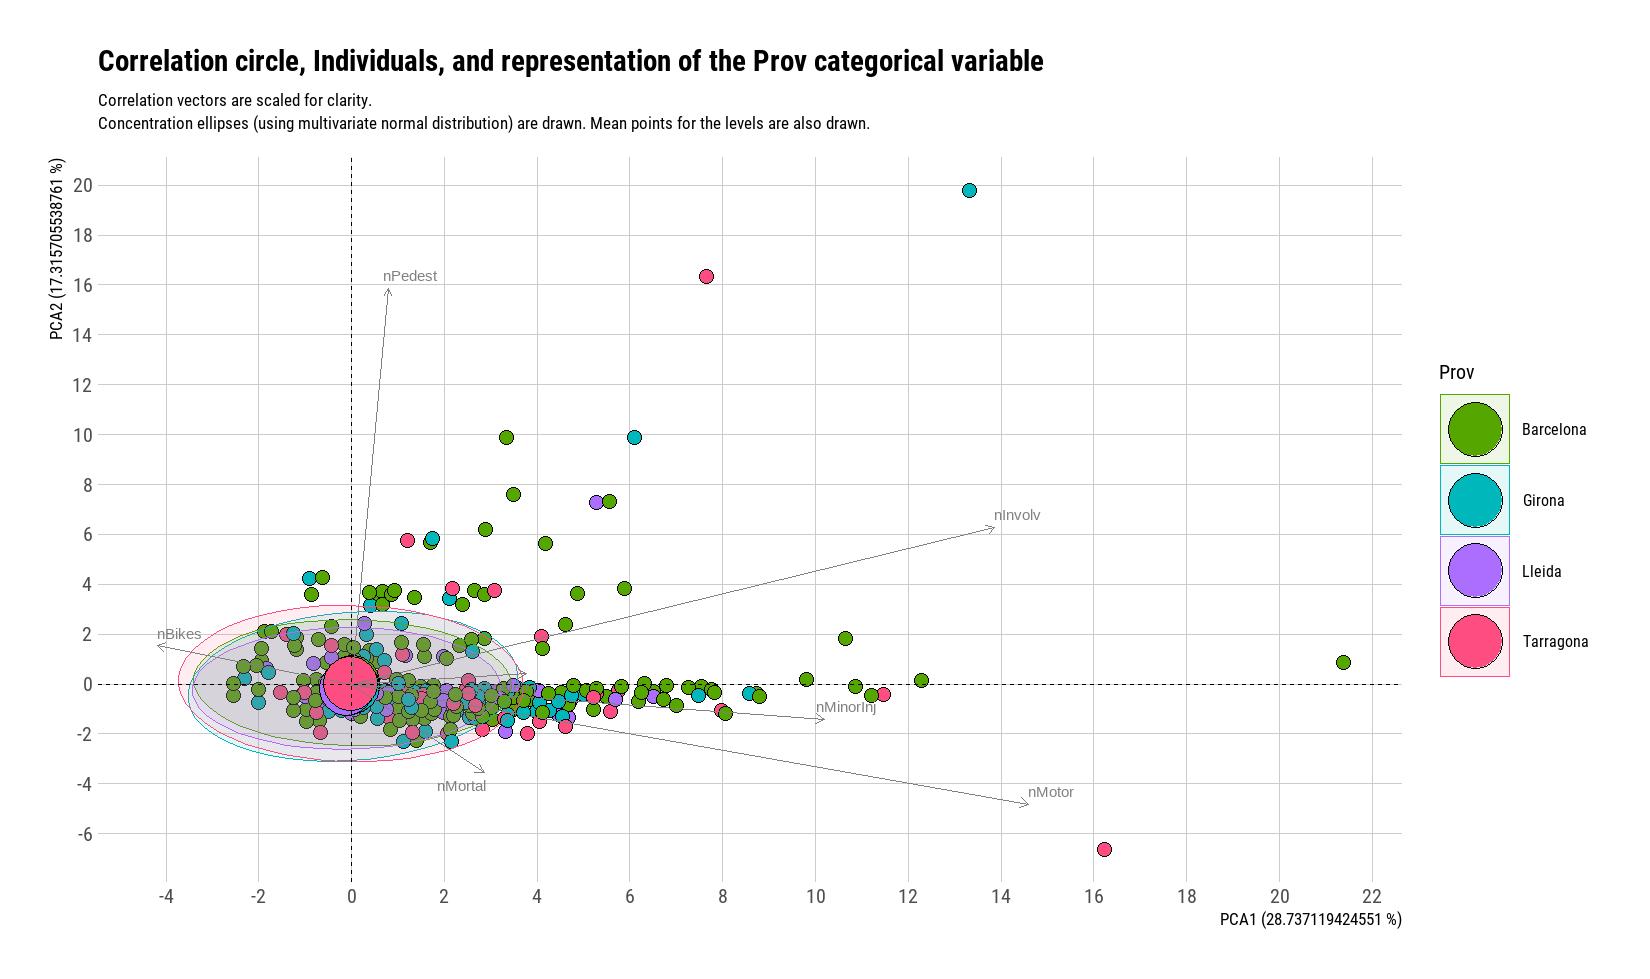 Correlation circle, Individuals, and representation of the Prov categorical variable
Correlation vectors are scaled for clarity.
Concentration ellipses (using multivariate normal distribution) are drawn. Mean points for the levels are also drawn.
PCA2 (17.315705538761 %)
20
18
16
14
12
10
8
6
4
2
0
-2
-4
-6
nPedest
nInvolv
nBikes
nMinorInj
nMortal
nMotor
-4
-2
0
2
4
6
8
10
12
14
16
18
20
22
PCA1 (28.737119424551 %)
Prov
Barcelona
Girona
Lleida
Tarragona